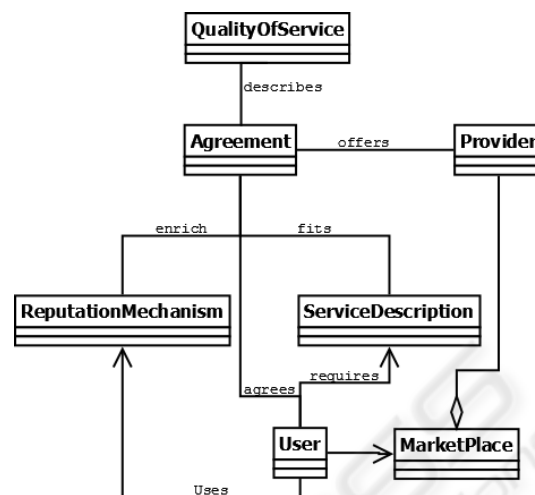 QualityOfService
describes
Agreement
offers
Provider
enrich
fits
ReputationMechanism
ServiceDescription
requires
agrees
User
MarketPlace
Uses